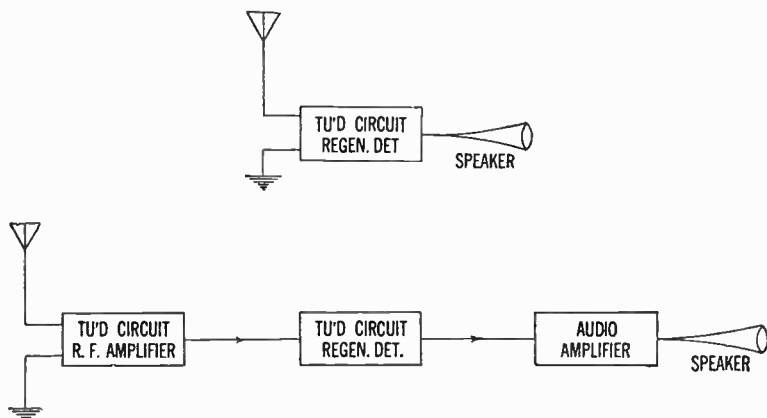 TU'D CIRCUIT
REGEN. DET
SPEAKER
TU'D CIRCUIT
R. F. AMPLIFIER
TU'D CIRCUIT
REGEN. DET.
AUDIO
AMPLIFIER
SPEAKER